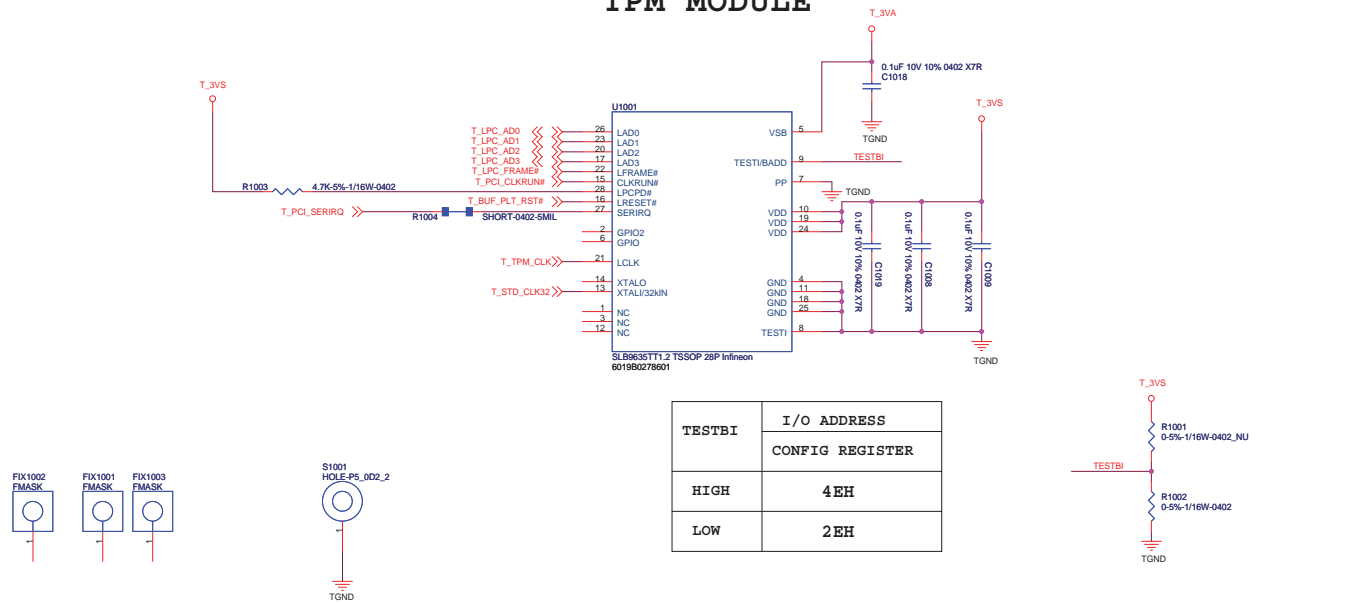 TPM MODULE
T_3VA
0.1uF 10V 10% 0402 X7R
C1018
TGND
T_3VS
T_3VS
U1001
T_LPC_AD0
26
LAD0
T_LPC_AD1
23
LAD1
T_LPC_AD2
20
LAD2
T_LPC_AD3
17
LAD3
T_LPC_FRAME#
22
LFRAME#
T_PCI_CLKRUN#
15
CLKRUN#
R1003
4.7K-5%-1/16W-0402
28
LPCPD#
T_BUF_PLT_RST#
16
LRESET#
T_PCI_SERIRQ
R1004
SHORT-0402-5MIL
27
SERIRQ
2
GPIO2
6
GPIO
T_TPM_CLK
21
LCLK
14
XTALO
T_STD_CLK32
13
XTALI/32kIN
1
NC
3
NC
12
NC
VSB
5
TESTI/BADD
9
TESTBI
PP
7
TGND
VDD
10
VDD
19
VDD
24
GND
4
GND
11
GND
18
GND
25
TESTI
8
0.1uF 10V 10% 0402 X7R
C1019
0.1uF 10V 10% 0402 X7R
C1008
0.1uF 10V 10% 0402 X7R
C1009
TGND
SLB9635TT1.2 TSSOP 28P Infineon
6019B0278601
TESTBI
I/O ADDRESS
CONFIG REGISTER
HIGH
4EH
LOW
2EH
T_3VS
R1001
0-5%-1/16W-0402_NU
TESTBI
R1002
0-5%-1/16W-0402
TGND
FIX1002
FMASK
1
FIX1001
FMASK
1
FIX1003
FMASK
1
S1001
HOLE-P5_0D2_2
1
TGND